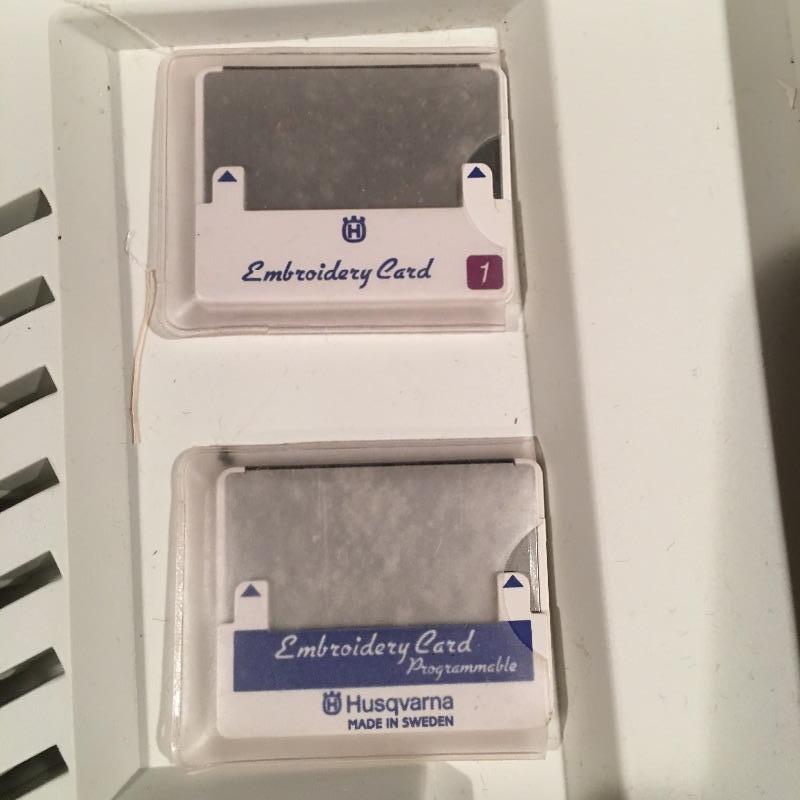 H
Embroidery Card
1
Embroidery Card
Programmable
H Husqvarna
MADE IN SWEDEN